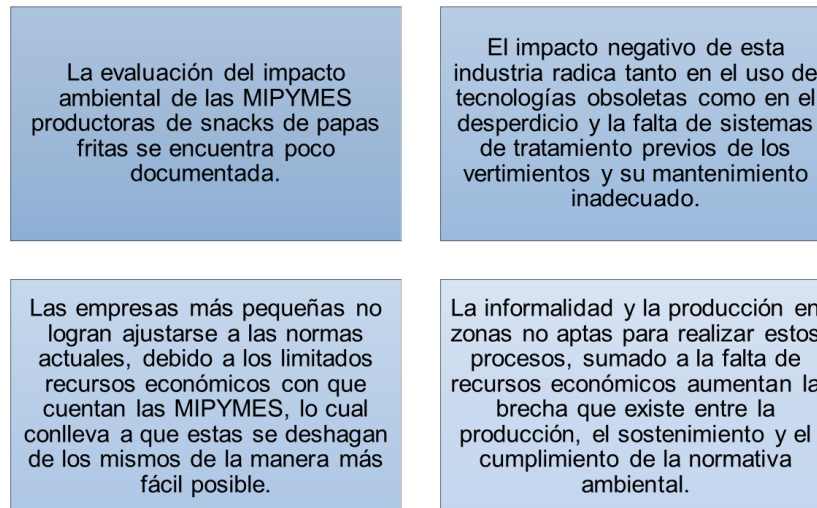 La evaluación del impacto
ambiental de las MIPYMES
productoras de snacks de papas
fritas se encuentra poco
documentada.
El impacto negativo de esta
industria radica tanto en el uso de
tecnologías obsoletas como en el
desperdicio y la falta de sistemas
de tratamiento previos de los
vertimientos y su mantenimiento
inadecuado.
Las empresas más pequeñas no
logran ajustarse a las normas
actuales, debido a los limitados
recursos económicos con que
cuentan las MIPYMES, lo cual
conlleva a que estas se deshagan
de los mismos de la manera más
fácil posible.
La informalidad y la producción en
zonas no aptas para realizar estos
procesos, sumado a la falta de
recursos económicos aumentan la
brecha que existe entre la
producción, el sostenimiento y el
cumplimiento de la normativa
ambiental.